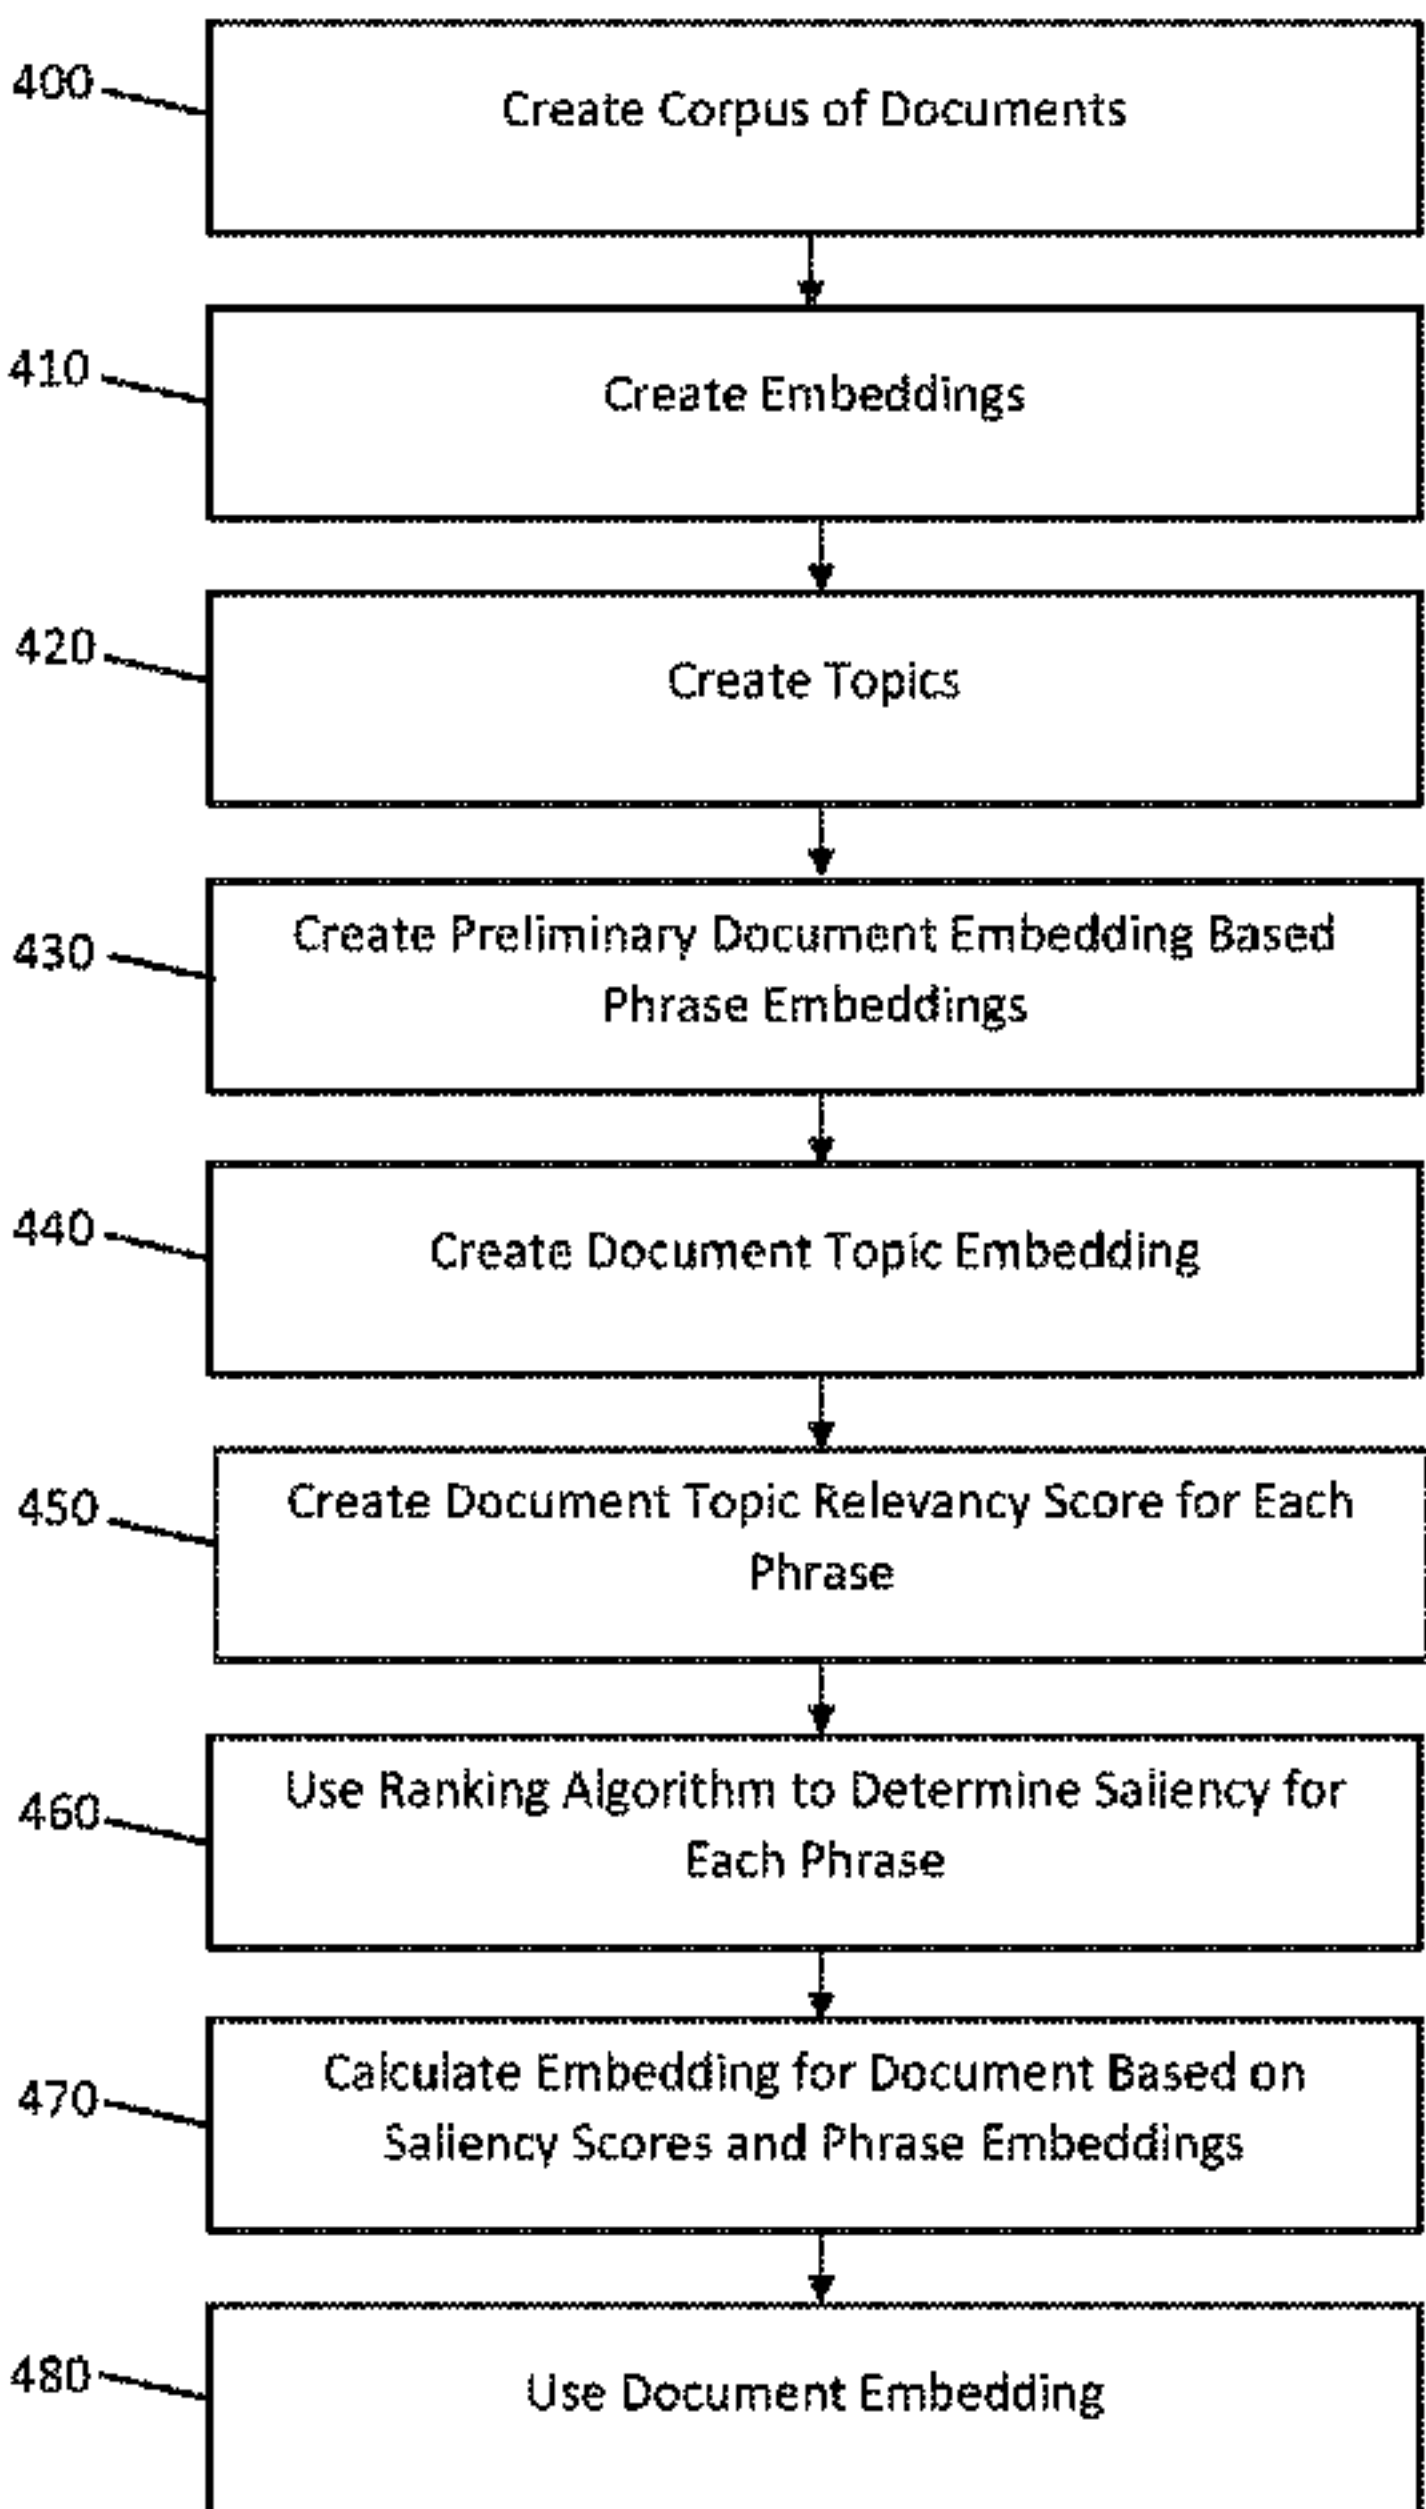 400
Create Corpus of Documents
410
Create Embeddings
420
Create Topics
430
Create Preliminary Document Embedding Based
Phrase Embeddings
440
Create Document Topic Embedding
450
Create Document Topic Relevancy Score for Each
Phrase
460
Use Ranking Algorithm to Determine Saliency for
Each Phrase
470
Calculate Embedding for Document Based on
Saliency Scores and Phrase Embeddings
480
Use Document Embedding